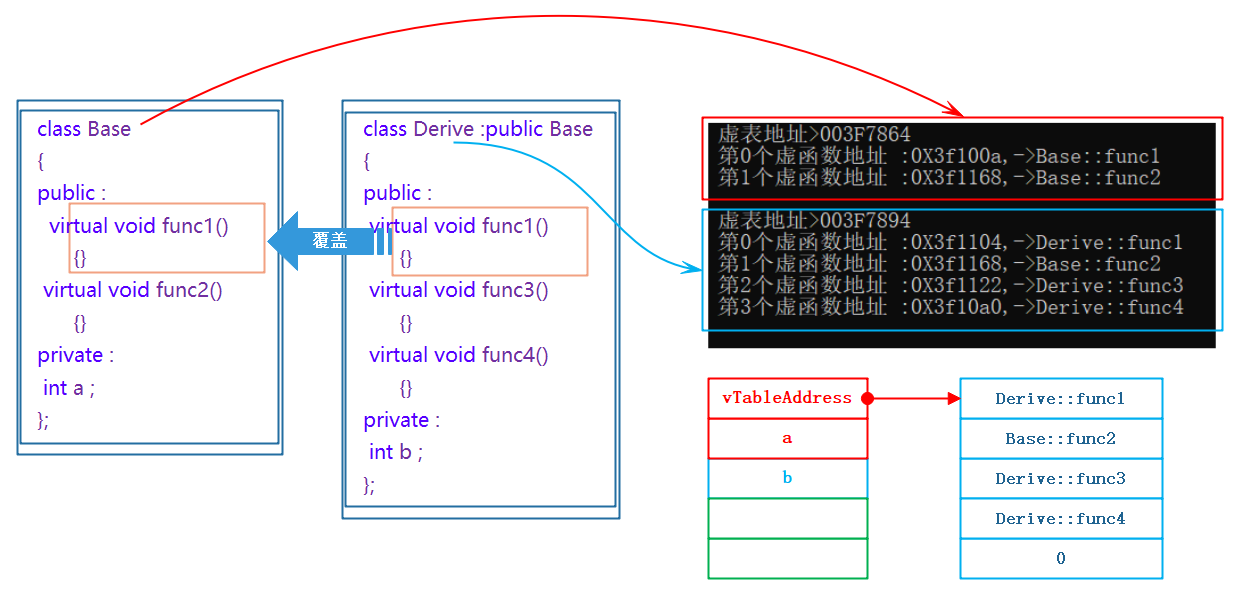 class Base
{
public :
virtual void func1()
{}
virtual void func2()
{}
private :
int a ;
};
覆盖
class Derive :public Base
{
public :
virtual void func1()
{}
virtual void func3()
{}
virtual void func4()
{}
private :
int b ;
};
虚表地址>003F7864
第0个虚函数地址 :0X3f100a,->Base::func1
第1个虚函数地址 :0X3f1168,->Base::func2
虚表地址>003F7894
第0个虚函数地址 :0X3f1104,->Derive::func1
第1个虚函数地址 :0X3f1168,->Base::func2
第2个虚函数地址 :0X3f1122,->Derive::func3
第3个虚函数地址 :0X3f10a0,->Derive::func4
vTableAddress
a
b
Derive::func1
Base::func2
Derive::func3
Derive::func4
0